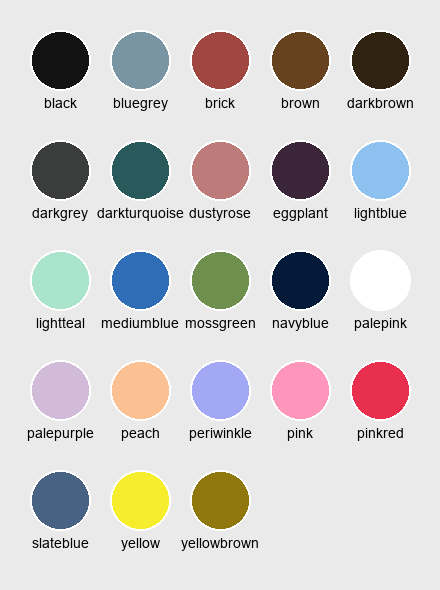 black bluegrey brick brown darkbrown
darkgrey darkturquoise dustyrose eggplant lightblue
lightteal mediumblue mossgreen navyblue palepink
palepurple peach periwinkle pink pinkred
slateblue yellow yellowbrown